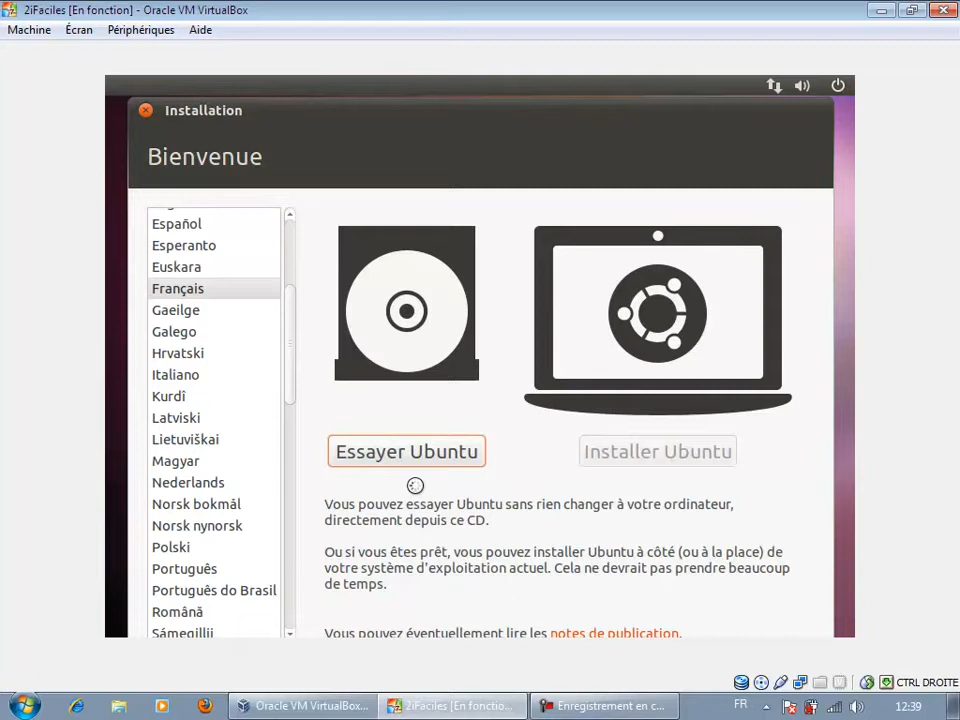 2iFaciles [En fonction] - Oracle VM VirtualBox
Machine Écran Périphériques Aide
Installation
Bienvenue
Español
Esperanto
Euskara
Français
Gaeilge
Galego
Hrvatski
Italiano
Kurdî
Latviski
Lietuviškai
Magyar
Nederlands
Norsk bokmål
Norsk nynorsk
Polski
Português
Português do Brasil
Română
Sámegillii
Essayer Ubuntu
Installer Ubuntu
Vous pouvez essayer Ubuntu sans rien changer à votre ordinateur,
directement depuis ce CD.
Ou si vous êtes prêt, vous pouvez installer Ubuntu à côté (ou à la place) de
votre système d'exploitation actuel. Cela ne devrait pas prendre beaucoup
de temps.
Vous pouvez éventuellement lire les notes de publication.
CTRL DROITE
Oracle VM VirtualBox...
2iFaciles [En fonctio...
Enregistrement en c...
FR
12:39